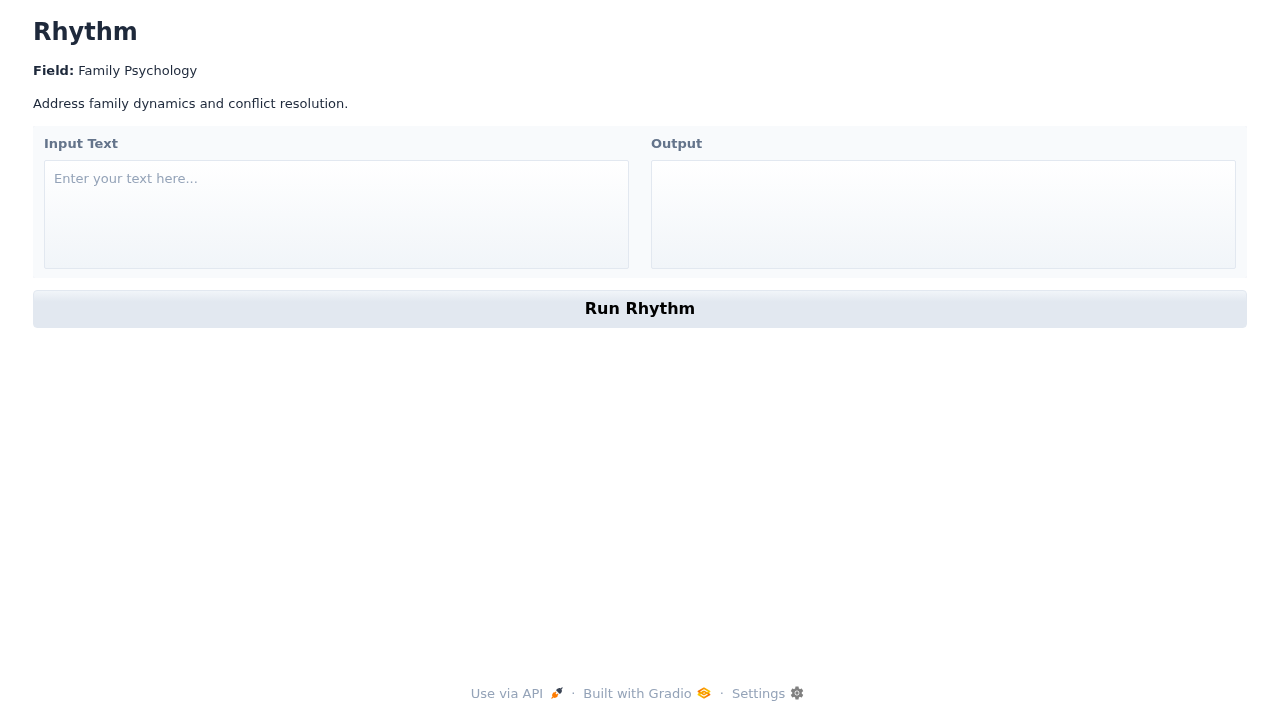 Rhythm
Field: Family Psychology
Address family dynamics and conflict resolution.
Input Text
Enter your text here...
Output
Run Rhythm
Use via API · Built with Gradio · Settings